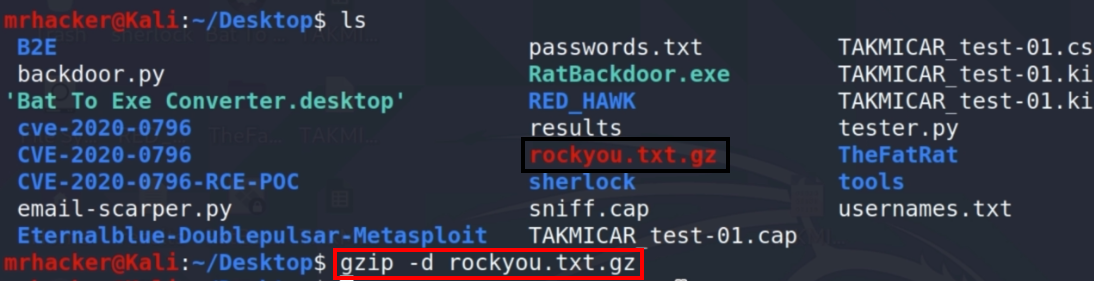 mrhacker@Kali:~/Desktop$ ls
B2E passwords.txt TAKMICAR_test-01.cs
backdoor.py RatBackdoor.exe TAKMICAR_test-01.ki
'Bat To Exe Converter.desktop' RED_HAWK TAKMICAR_test-01.ki
cve-2020-0796 results tester.py
CVE-2020-0796 rockyou.txt.gz TheFatRat
CVE-2020-0796-RCE-POC sherlock tools
email-scarper.py sniff.cap usernames.txt
Eternalblue-Doublepulsar-Metasploit TAKMICAR_test-01.cap
mrhacker@Kali:~/Desktop$ gzip -d rockyou.txt.gz